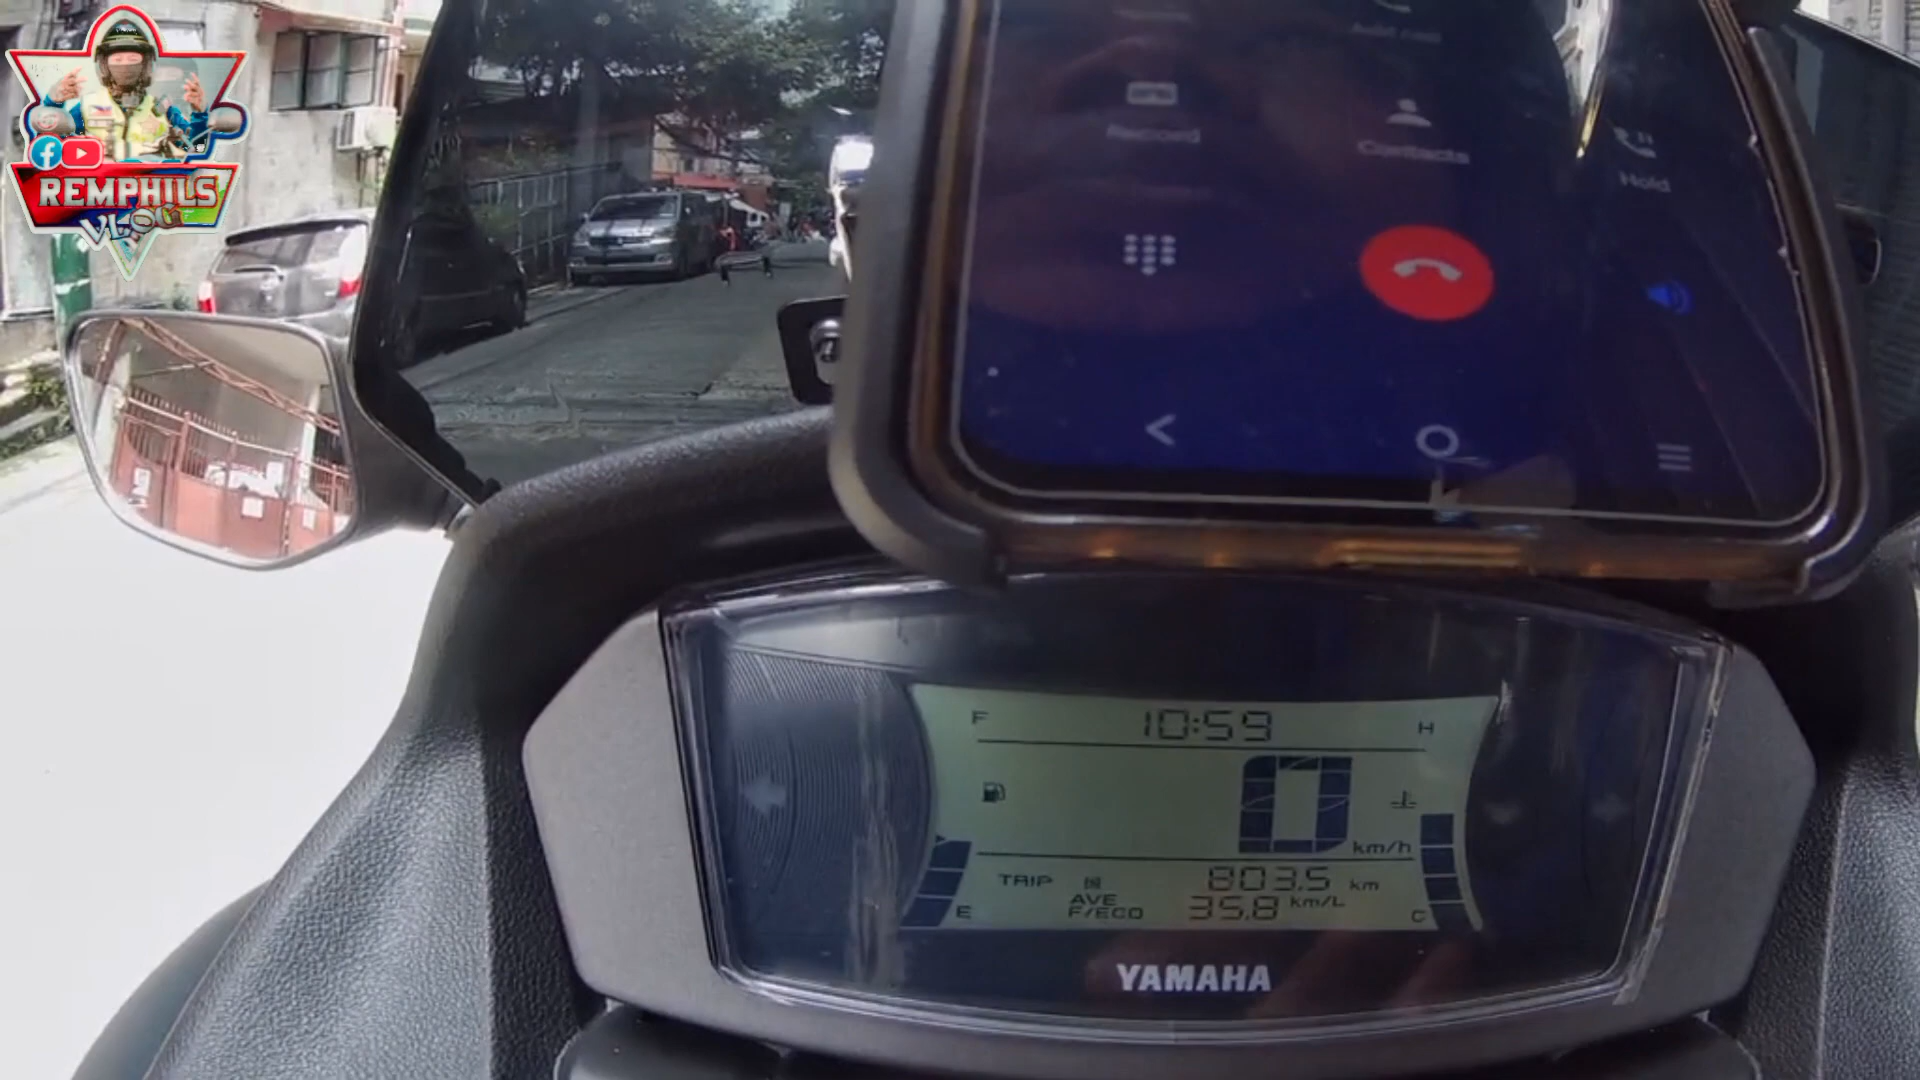 REMPHILS
VLOG
Record
Contacts
Hold
F 10:59 H
0 km/h
TRIP 803.5 km
AVE
F/ECO 35.8 km/L
E C
YAMAHA